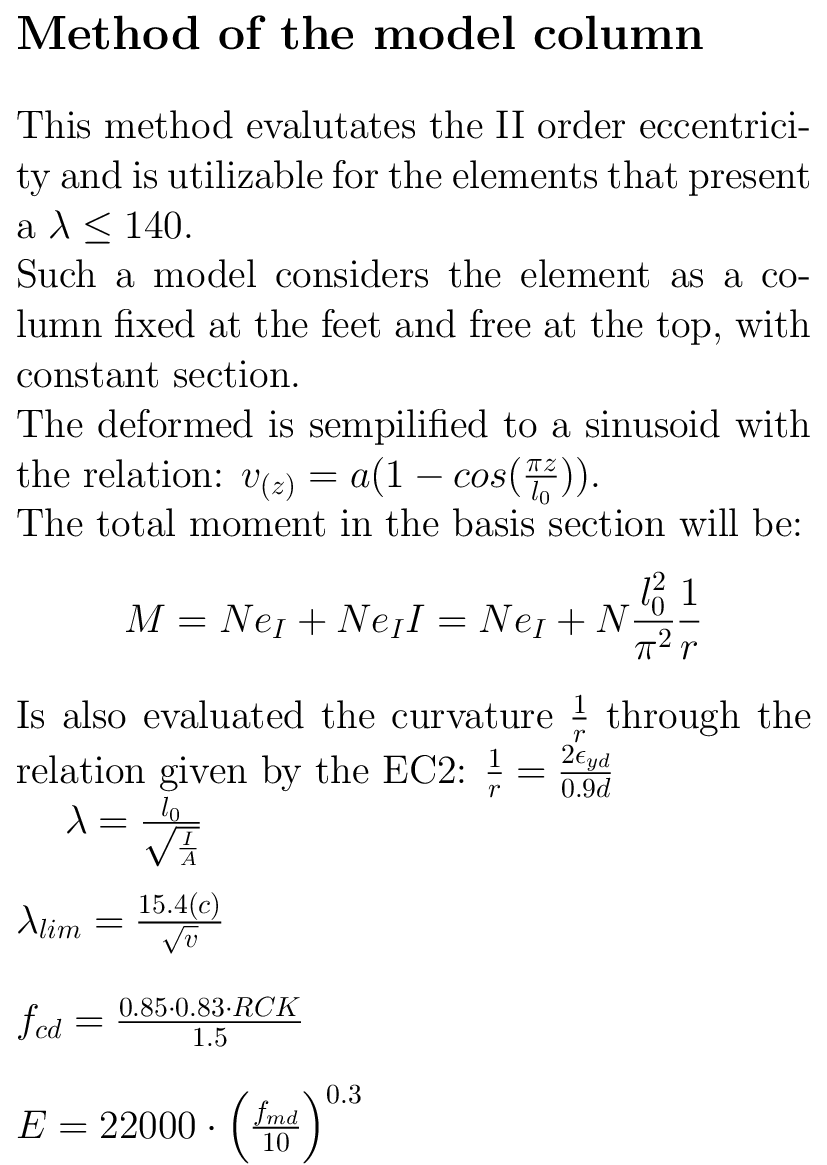 Method of the model column
This method evalutates the II order eccentrici-
ty and is utilizable for the elements that present
a λ ≤ 140.
Such a model considers the element as a co-
lumn fixed at the feet and free at the top, with
constant section.
The deformed is sempilified to a sinusoid with
the relation: $v_{(z)} = a(1 - cos(\frac{\pi z}{l_0}))$.
The total moment in the basis section will be:
$M = Ne_I + Ne_I I = Ne_I + N\frac{l_0^2}{\pi^2}\frac{1}{r}$
Is also evaluated the curvature $\frac{1}{r}$ through the
relation given by the EC2: $\frac{1}{r} = \frac{2\epsilon_{yd}}{0.9d}$
$\lambda = \frac{l_0}{\sqrt{\frac{I}{A}}}$
$\lambda_{lim} = \frac{15.4(c)}{\sqrt{v}}$
$f_{cd} = \frac{0.85 \cdot 0.83 \cdot RCK}{1.5}$
$E = 22000 \cdot \left(\frac{f_{md}}{10}\right)^{0.3}$